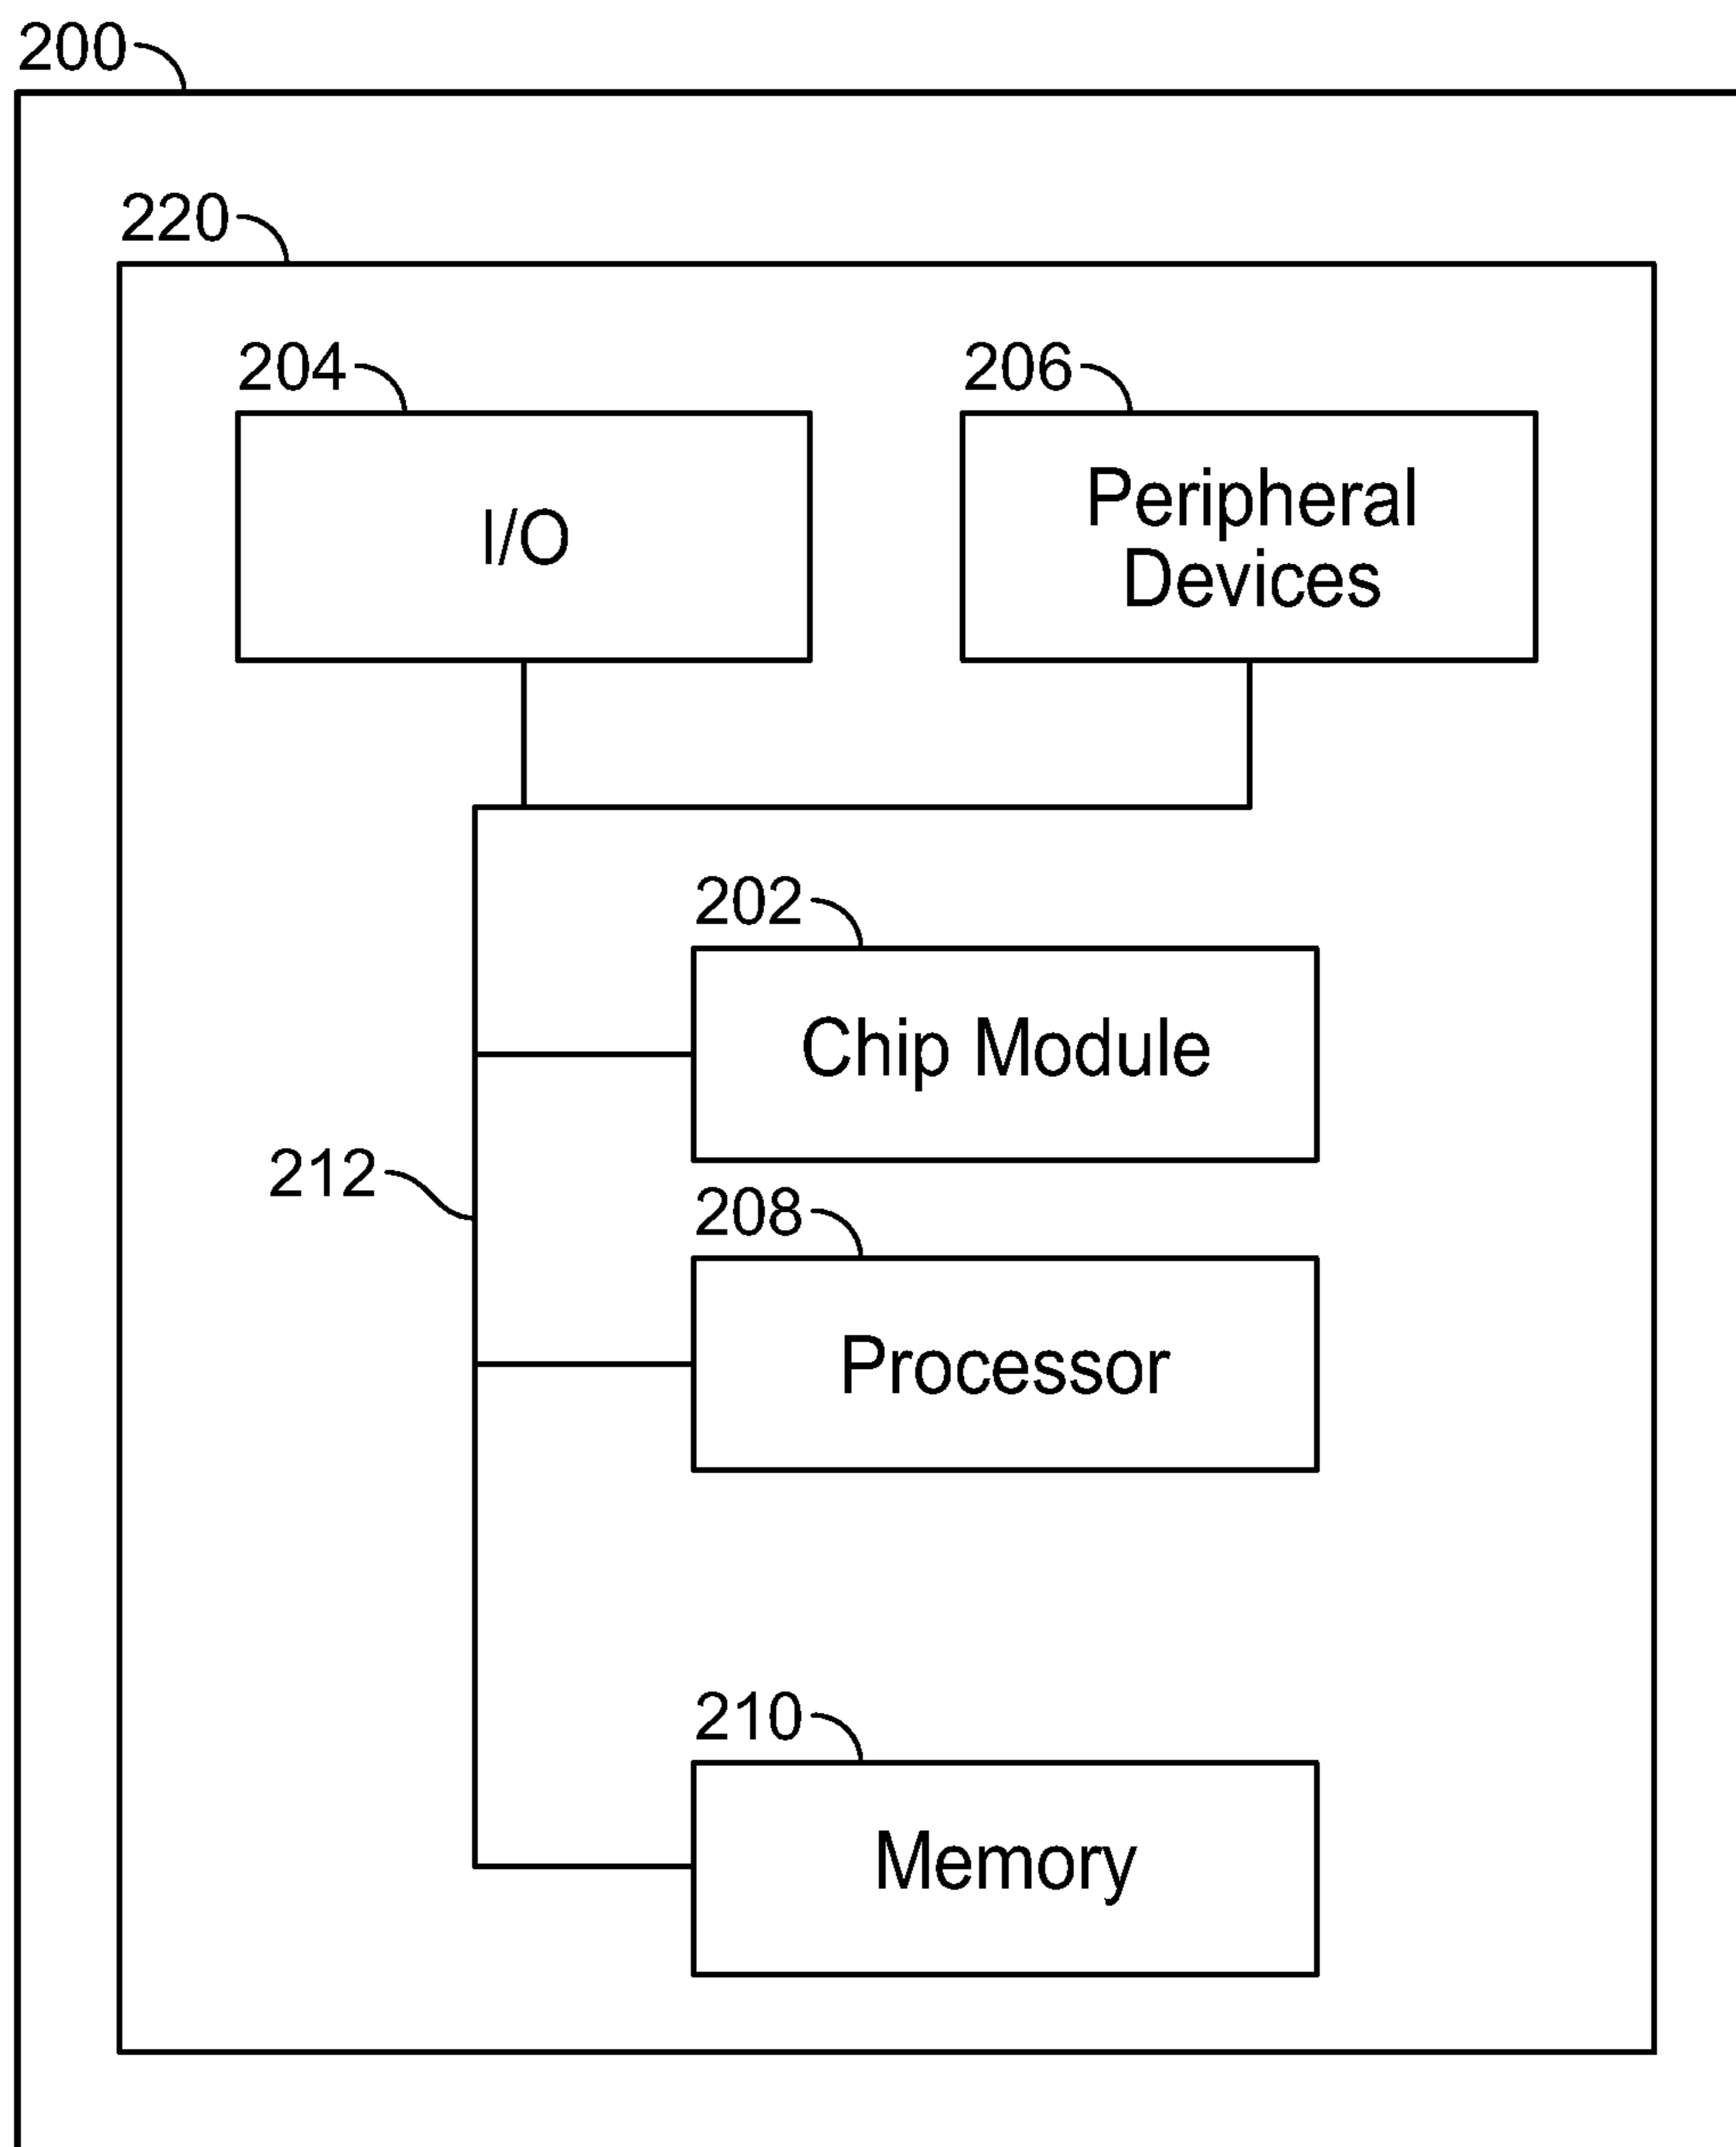 200
220
204
206
I/O
Peripheral
Devices
202
Chip Module
212
208
Processor
210
Memory